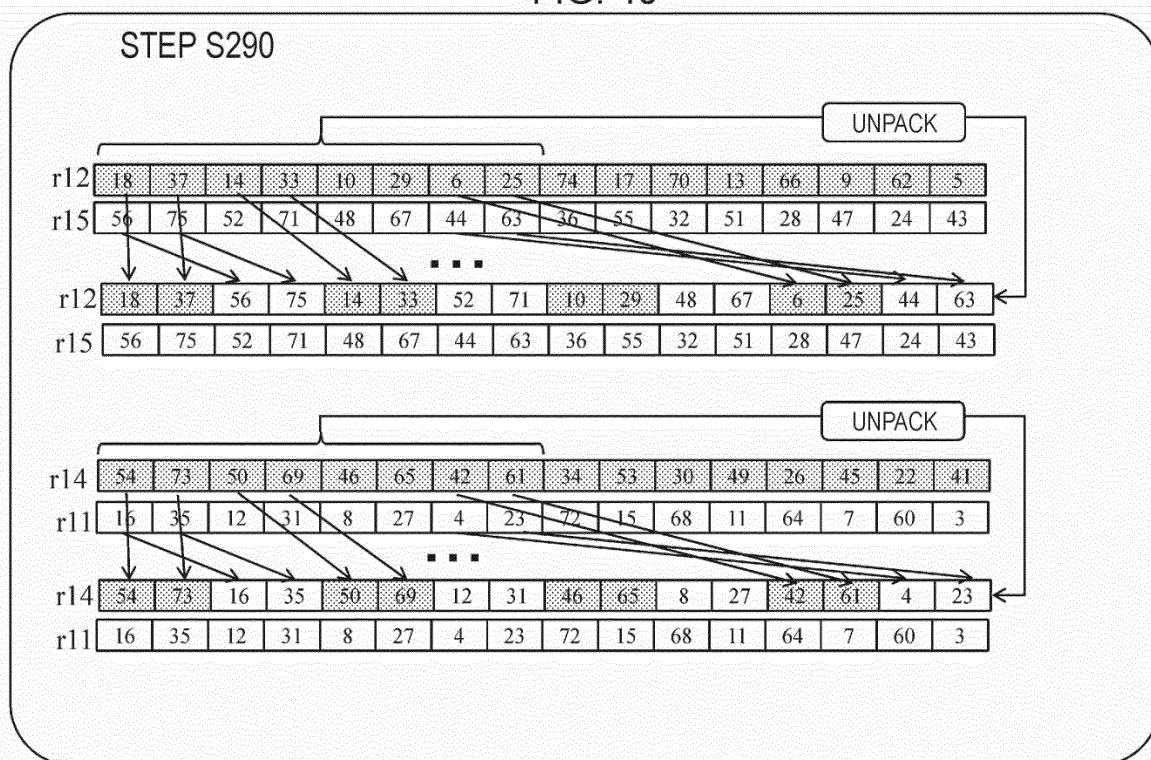 STEP S290
UNPACK
r12 18 37 14 33 10 29 6 25 74 17 70 13 66 9 62 5
r15 56 75 52 71 48 67 44 63 36 55 32 51 28 47 24 43
...
r12 18 37 56 75 14 33 52 71 10 29 48 67 6 25 44 63
r15 56 75 52 71 48 67 44 63 36 55 32 51 28 47 24 43
UNPACK
r14 54 73 50 69 46 65 42 61 34 53 30 49 26 45 22 41
r11 16 35 12 31 8 27 4 23 72 15 68 11 64 7 60 3
...
r14 54 73 16 35 50 69 12 31 46 65 8 27 42 61 4 23
r11 16 35 12 31 8 27 4 23 72 15 68 11 64 7 60 3